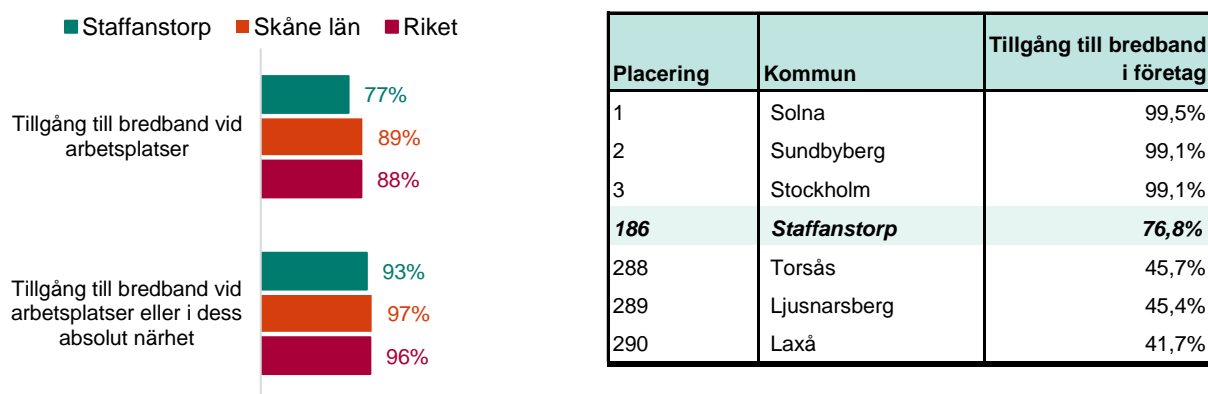 Staffanstorp Skåne län Riket
Tillgång till bredband vid
arbetsplatser
77%
89%
88%
Tillgång till bredband vid
arbetsplatser eller i dess
absolut närhet
93%
97%
96%
Placering Kommun Tillgång till bredband i företag
1 Solna 99,5%
2 Sundbyberg 99,1%
3 Stockholm 99,1%
186 Staffanstorp 76,8%
288 Torsås 45,7%
289 Ljusnarsberg 45,4%
290 Laxå 41,7%